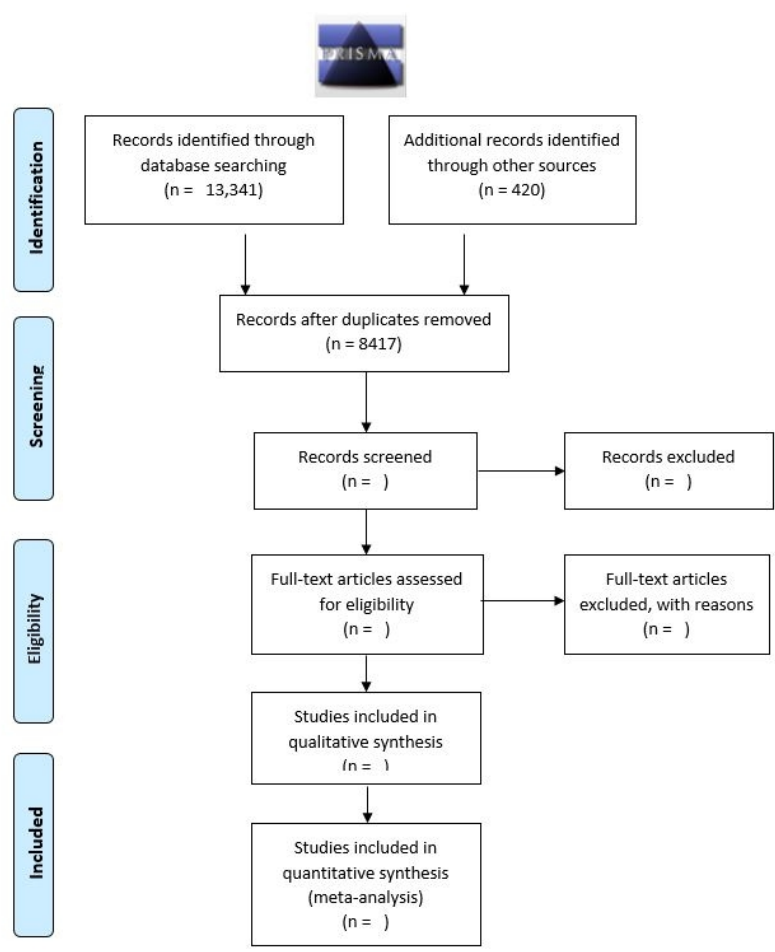 PRISMA
Identification
Records identified through
database searching
(n = 13,341)
Additional records identified
through other sources
(n = 420)
Records after duplicates removed
(n = 8417)
Screening
Records screened
(n = )
Records excluded
(n = )
Eligibility
Full-text articles assessed
for eligibility
(n = )
Full-text articles
excluded, with reasons
(n = )
Studies included in
qualitative synthesis
(n = )
Included
Studies included in
quantitative synthesis
(meta-analysis)
(n = )